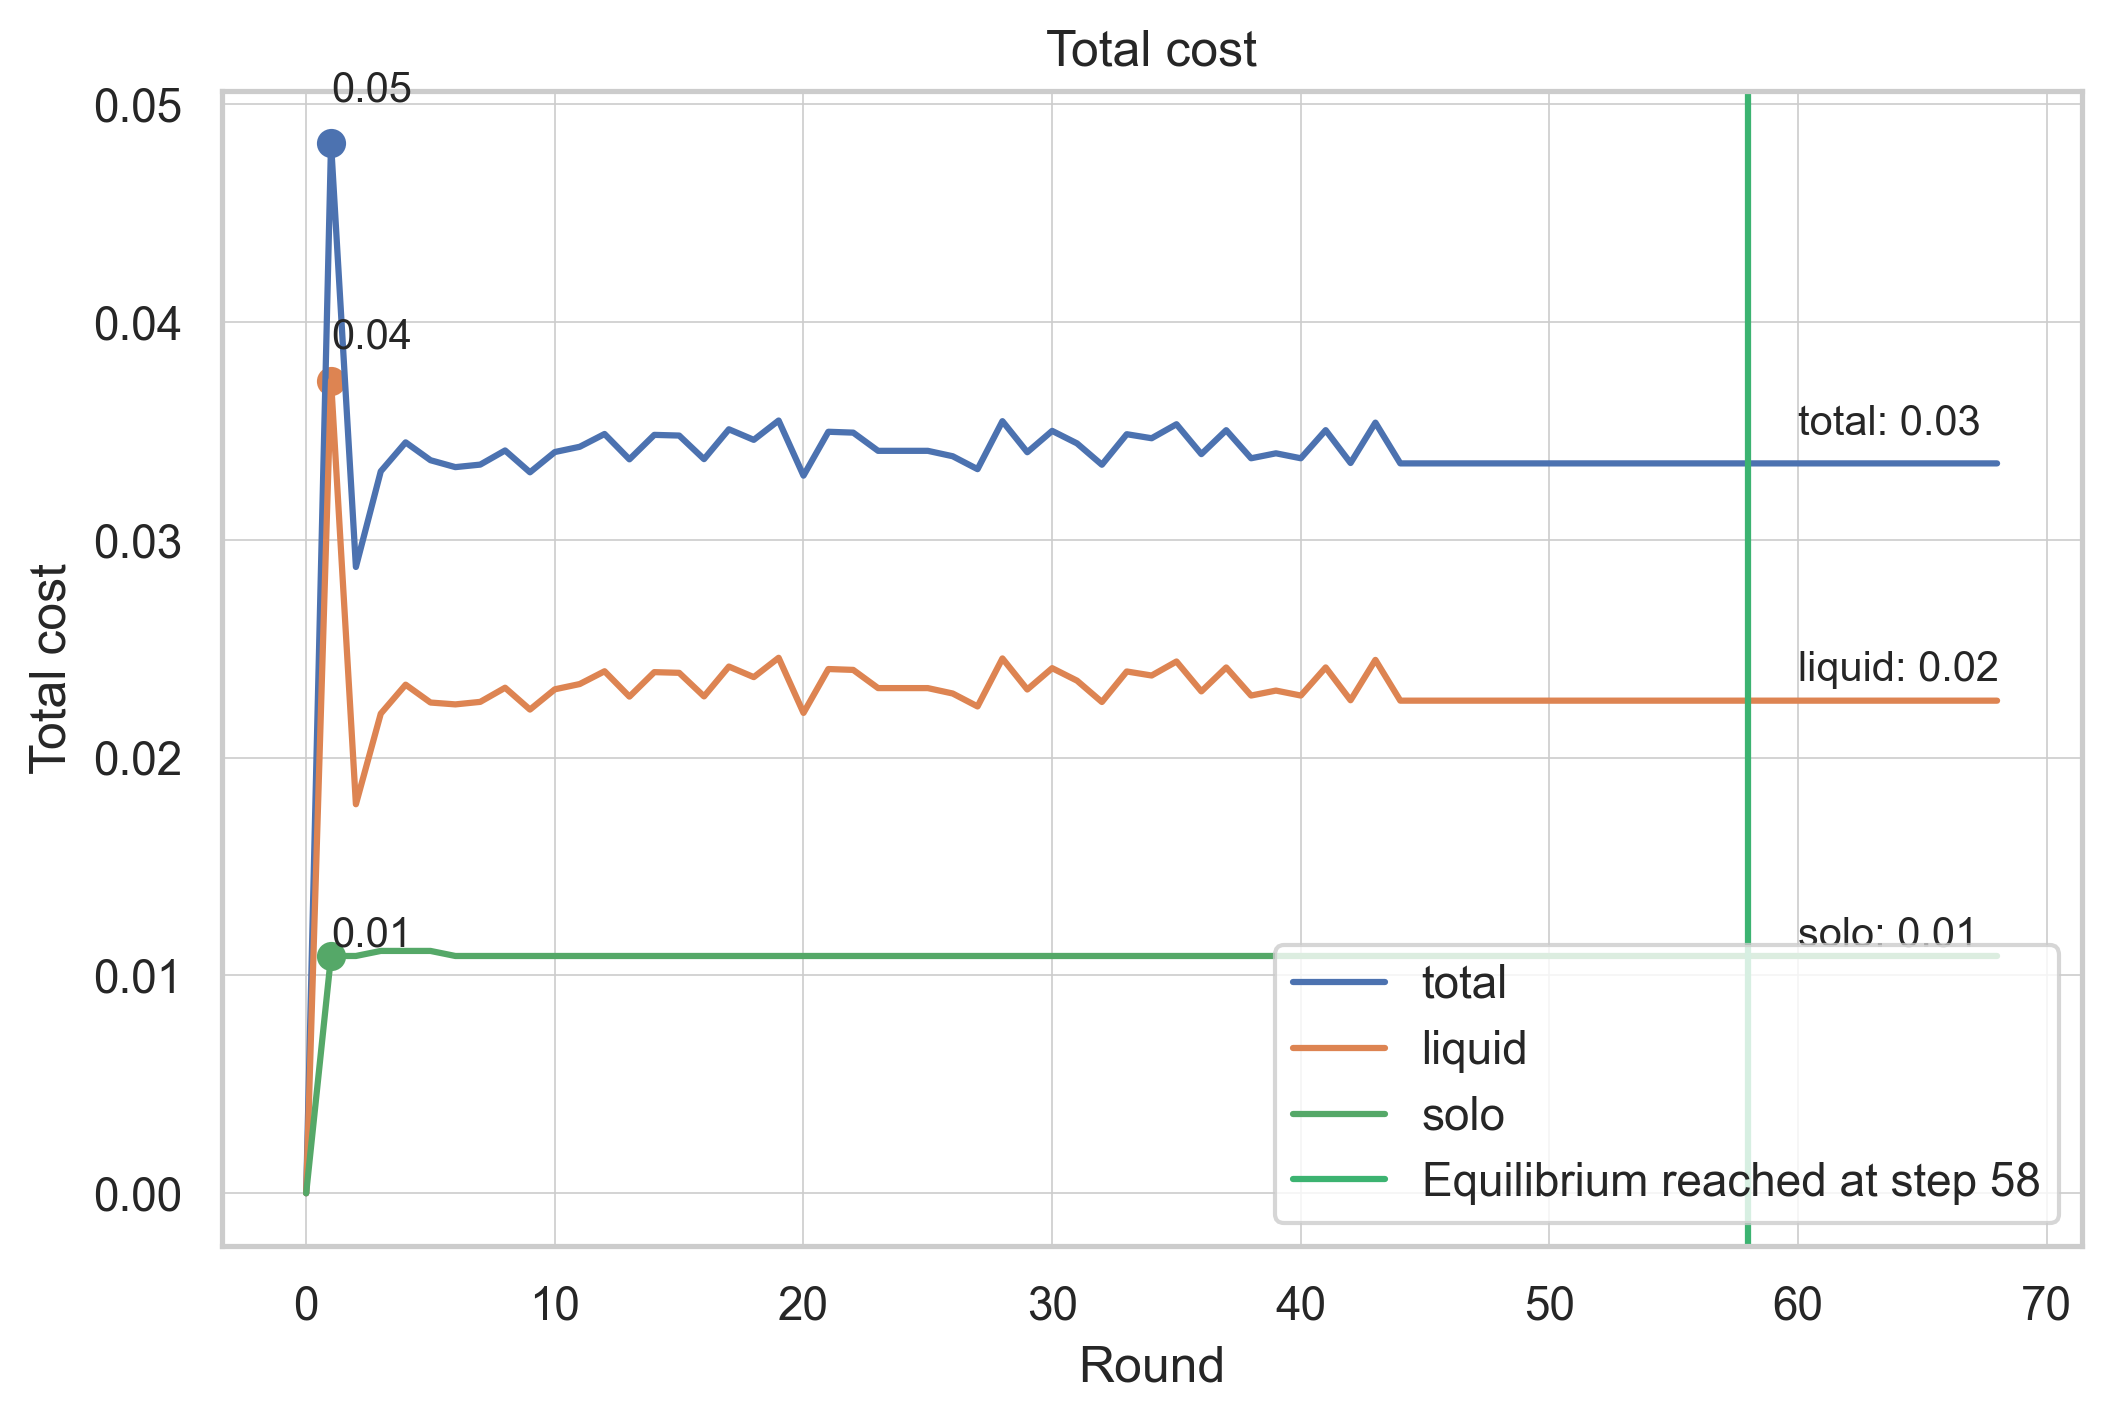 Total cost
0.05
0.05
0.04
0.04
total: 0.03
0.03
liquid: 0.02
Total cost
0.02
0.01
solo: 0.01
0.01
total
liquid
solo
Equilibrium reached at step 58
0.00
0 10 20 30 40 50 60 70
Round